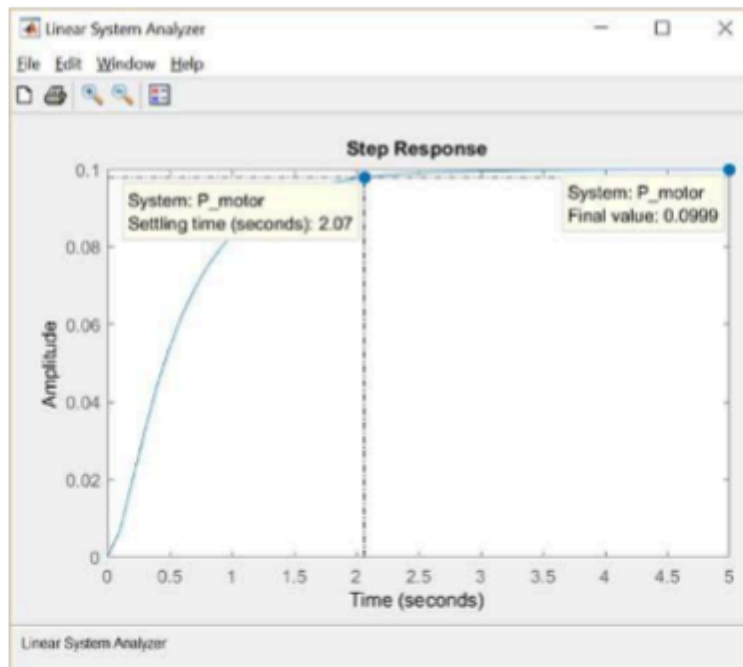 Linear System Analyzer
File Edit Window Help
Step Response
System: P_motor
Settling time (seconds): 2.07
System: P_motor
Final value: 0.0999
Amplitude
0.1
0.08
0.06
0.04
0.02
0
0 0.5 1 1.5 2 2.5 3 3.5 4 4.5 5
Time (seconds)
Linear System Analyzer